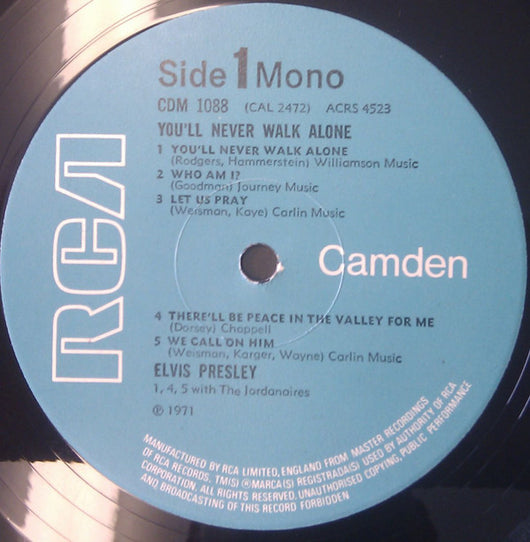 Side 1 Mono
CDM 1088 (CAL 2472) ACRS 4523
YOU'LL NEVER WALK ALONE
1 YOU'LL NEVER WALK ALONE
(Rodgers, Hammerstein) Williamson Music
2 WHO AM I?
(Goodman) Journey Music
3 LET US PRAY
(Weisman, Kaye) Carlin Music
RCA
Camden
4 THERE'LL BE PEACE IN THE VALLEY FOR ME
(Dorsey) Chappell
5 WE CALL ON HIM
(Weisman, Karger, Wayne) Carlin Music
ELVIS PRESLEY
1, 4, 5 with The Jordanaires
℗ 1971
MANUFACTURED BY RCA LIMITED, ENGLAND FROM MASTER RECORDINGS
OF RCA RECORDS. TM(S) ® MARCA(S) REGISTRADA(S) USED BY AUTHORITY OF RCA
CORPORATION. ALL RIGHTS RESERVED. UNAUTHORISED COPYING, PUBLIC PERFORMANCE
AND BROADCASTING OF THIS RECORD FORBIDDEN